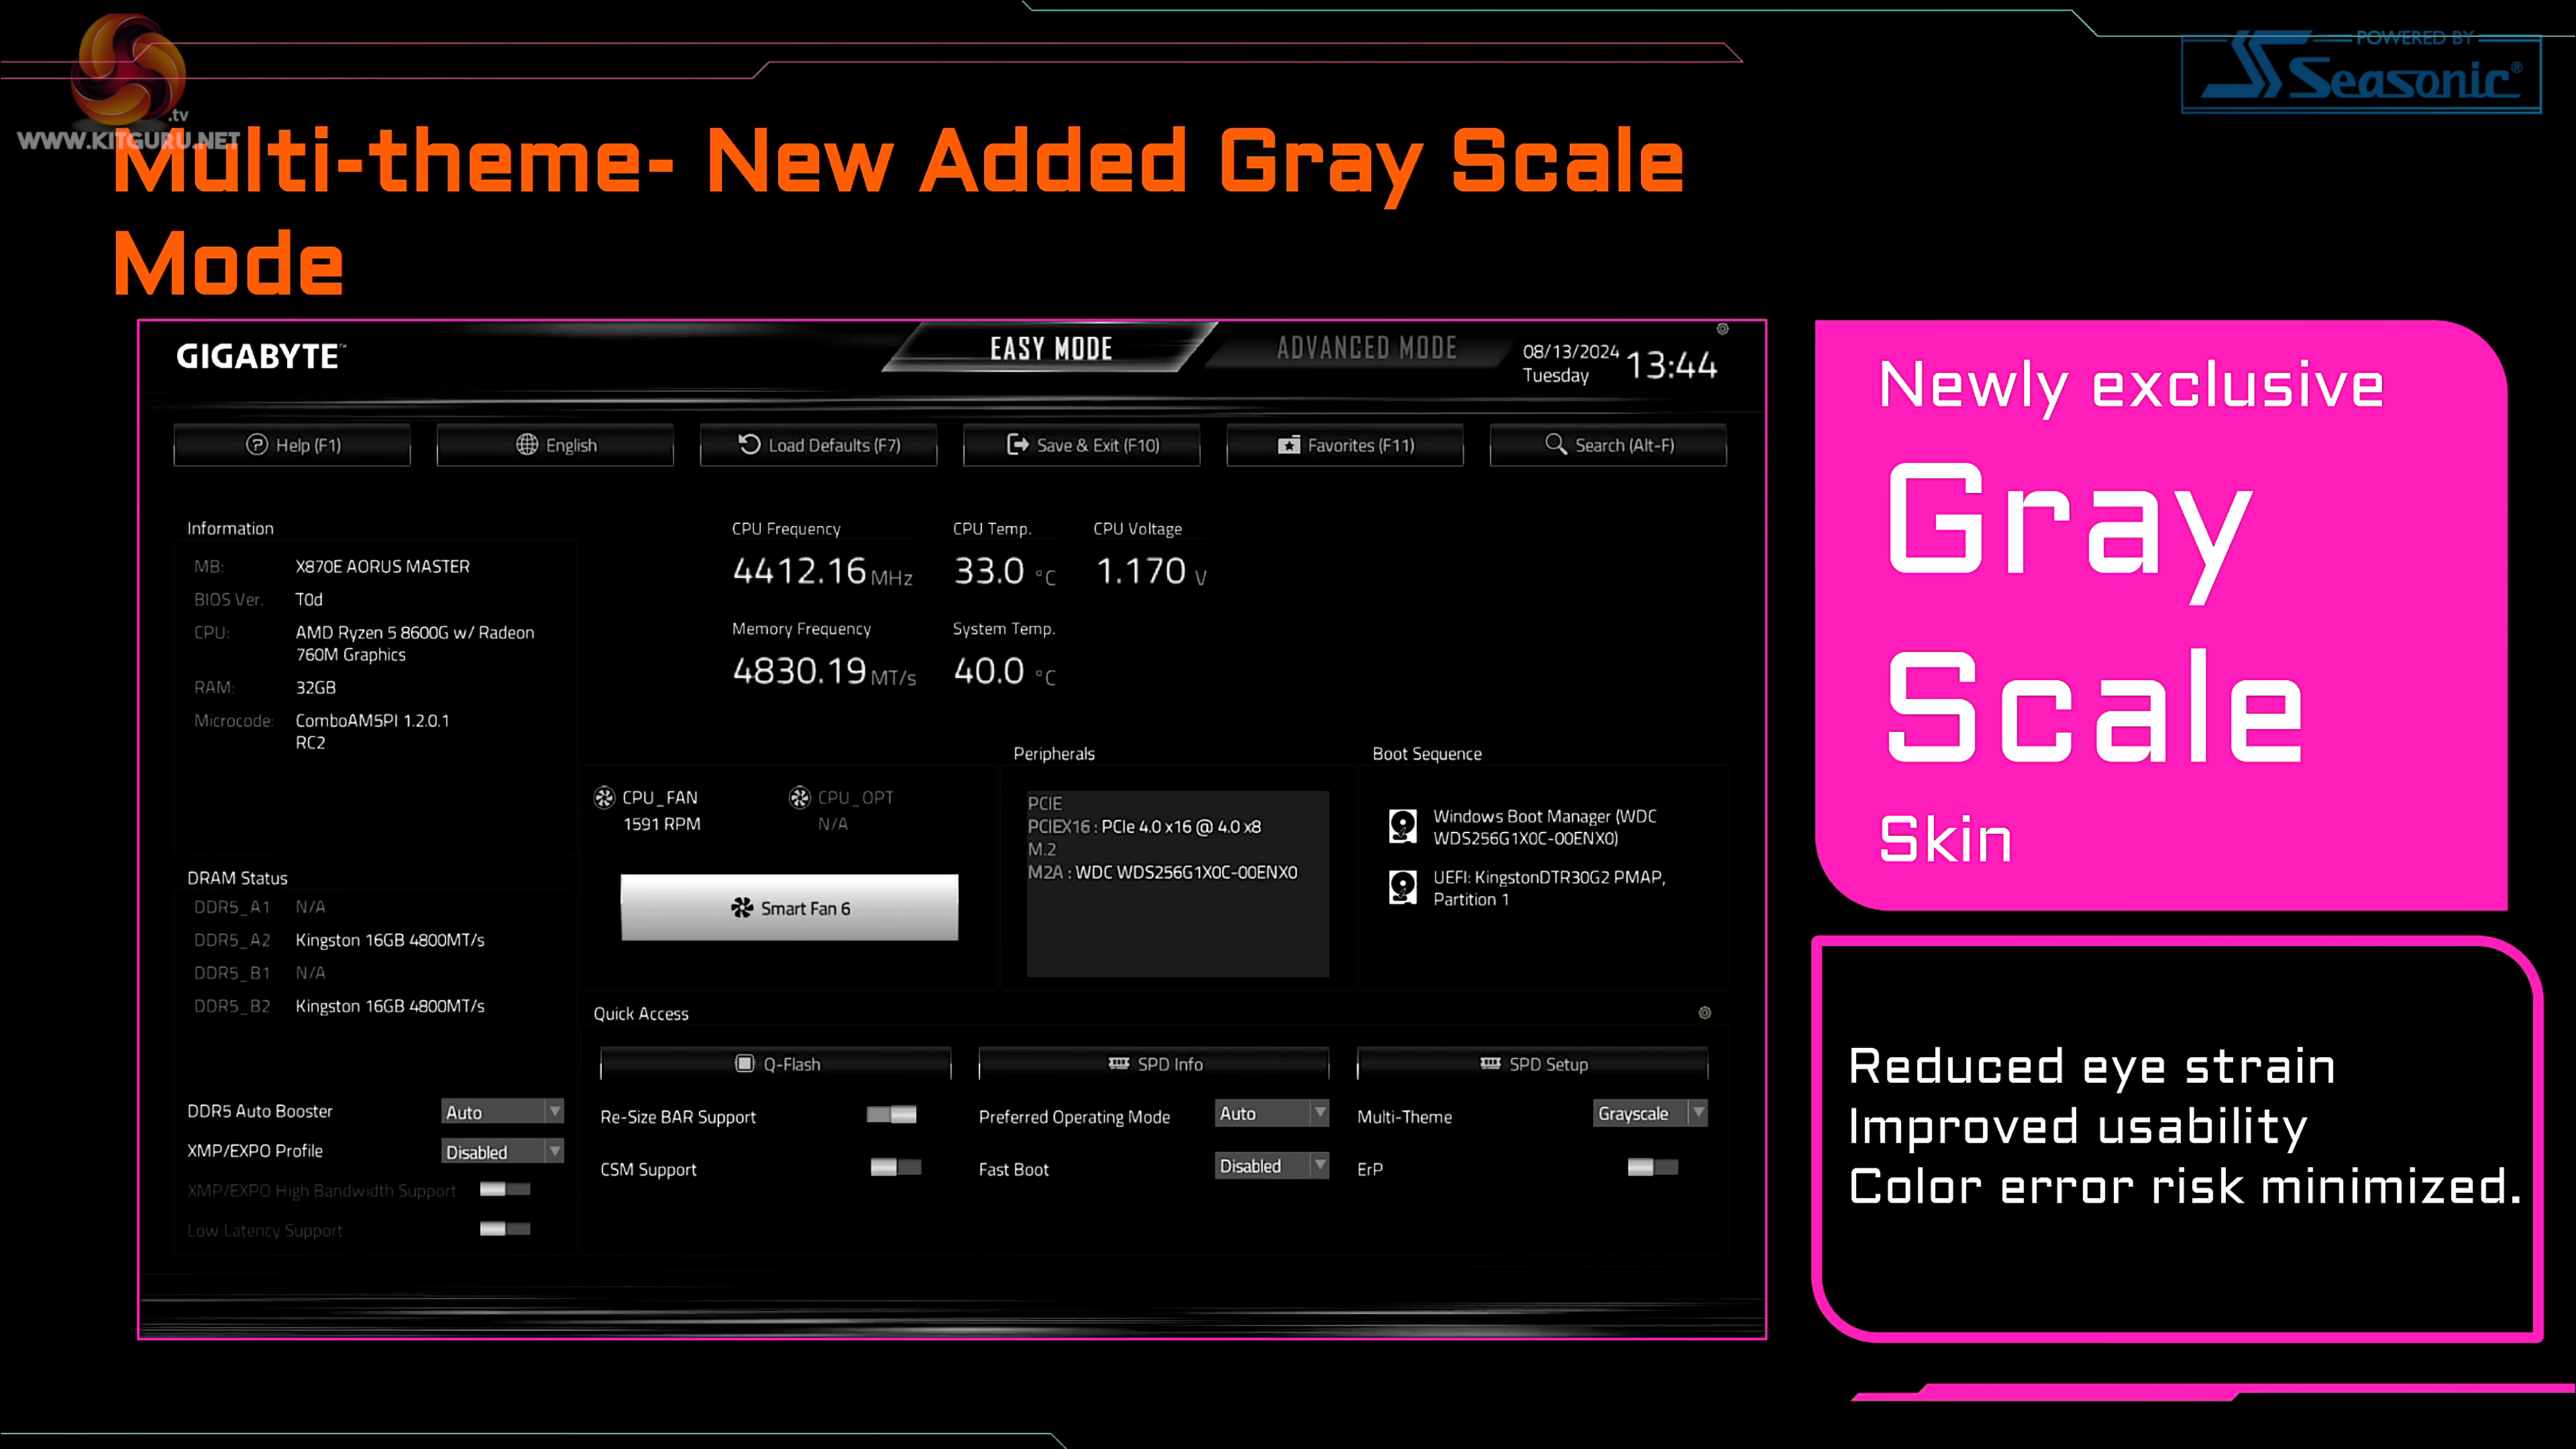 .tv
WWW.KITGURU.NET
POWERED BY
Seasonic®
Multi-theme- New Added Gray Scale
Mode
GIGABYTE™
EASY MODE
ADVANCED MODE
08/13/2024
Tuesday
13:44
Help (F1)
English
Load Defaults (F7)
Save & Exit (F10)
Favorites (F11)
Search (Alt-F)
Information
MB: X870E AORUS MASTER
BIOS Ver. T0d
CPU: AMD Ryzen 5 8600G w/ Radeon
760M Graphics
RAM: 32GB
Microcode: ComboAM5PI 1.2.0.1
RC2
CPU Frequency
4412.16 MHz
CPU Temp.
33.0 °C
CPU Voltage
1.170 V
Memory Frequency
4830.19 MT/s
System Temp.
40.0 °C
CPU_FAN
1591 RPM
CPU_OPT
N/A
Smart Fan 6
Peripherals
PCIE
PCIEX16 : PCIe 4.0 x16 @ 4.0 x8
M.2
M2A : WDC WDS256G1X0C-00ENX0
Boot Sequence
Windows Boot Manager (WDC
WDS256G1X0C-00ENX0)
UEFI: KingstonDTR30G2 PMAP,
Partition 1
DRAM Status
DDR5_A1 N/A
DDR5_A2 Kingston 16GB 4800MT/s
DDR5_B1 N/A
DDR5_B2 Kingston 16GB 4800MT/s
DDR5 Auto Booster Auto
XMP/EXPO Profile Disabled
XMP/EXPO High Bandwidth Support
Low Latency Support
Quick Access
Q-Flash
SPD Info
SPD Setup
Re-Size BAR Support
Preferred Operating Mode Auto
Multi-Theme Grayscale
CSM Support
Fast Boot Disabled
ErP
Newly exclusive
Gray
Scale
Skin
Reduced eye strain
Improved usability
Color error risk minimized.